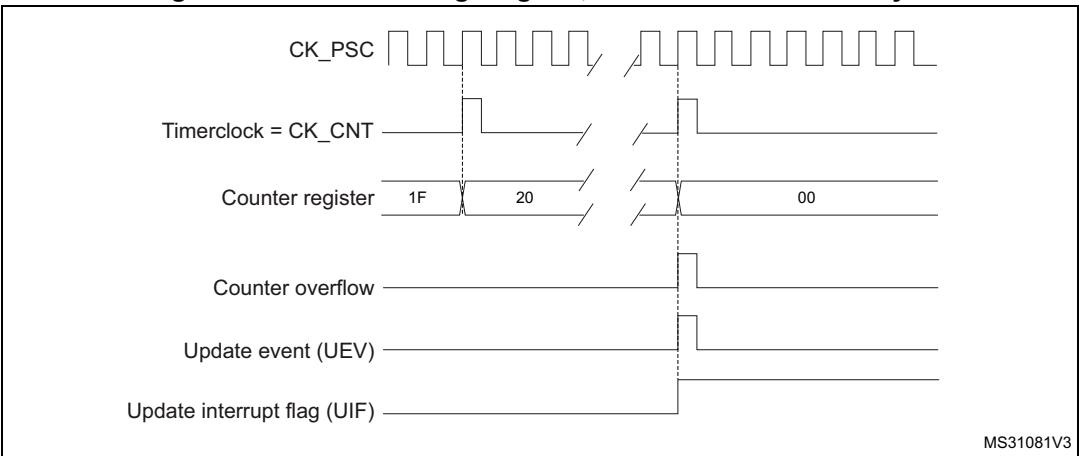 CK_PSC
Timerclock = CK_CNT
Counter register 1F 20 00
Counter overflow
Update event (UEV)
Update interrupt flag (UIF)
MS31081V3